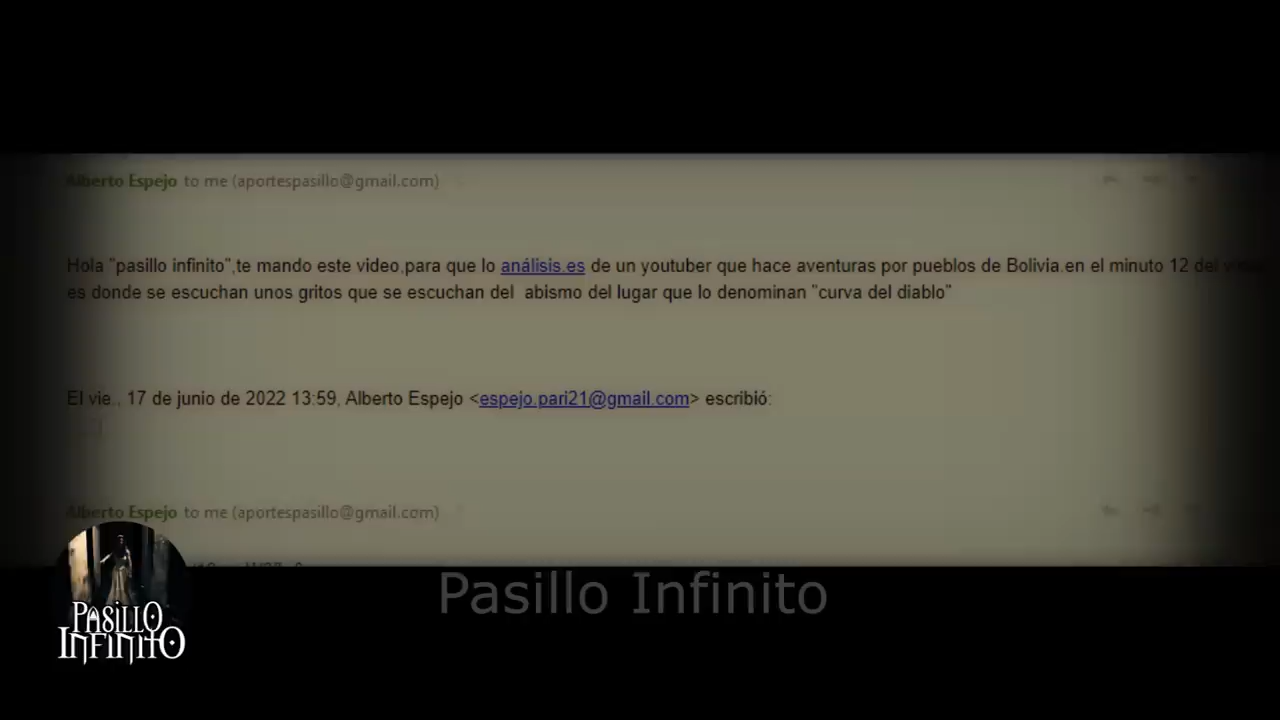 Alberto Espejo to me (aportespasillo@gmail.com)
Hola "pasillo infinito",te mando este video,para que lo análisis.es de un youtuber que hace aventuras por pueblos de Bolivia.en el minuto 12 del
es donde se escuchan unos gritos que se escuchan del abismo del lugar que lo denominan "curva del diablo"
El vie., 17 de junio de 2022 13:59, Alberto Espejo <espejo.pari21@gmail.com> escribió:
Alberto Espejo to me (aportespasillo@gmail.com)
Pasillo Infinito
PASILLO
INFINITO